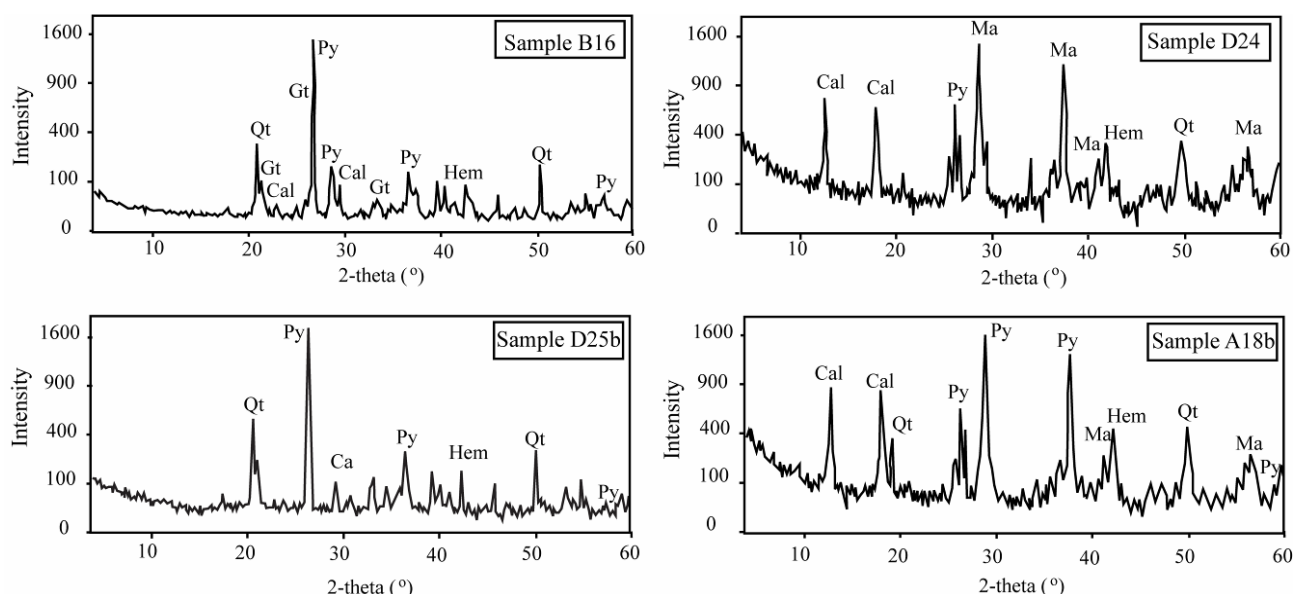 Sample B16
Intensity
1600
900
400
100
0
Qt
Gt
Cal
Gt
Py
Py
Cal
Gt
Py
Hem
Qt
Py
10 20 30 40 50 60
2-theta (°)
Sample D24
Intensity
1600
900
400
100
0
Cal
Cal
Py
Ma
Ma
Ma
Hem
Qt
Ma
10 20 30 40 50 60
2-theta (°)
Sample D25b
Intensity
1600
900
400
100
0
Qt
Py
Ca
Py
Hem
Qt
Py
10 20 30 40 50 60
2-theta (°)
Sample A18b
Intensity
1600
900
400
100
0
Cal
Cal
Qt
Py
Py
Py
Ma
Hem
Qt
Ma
Py
10 20 30 40 50 60
2-theta (°)